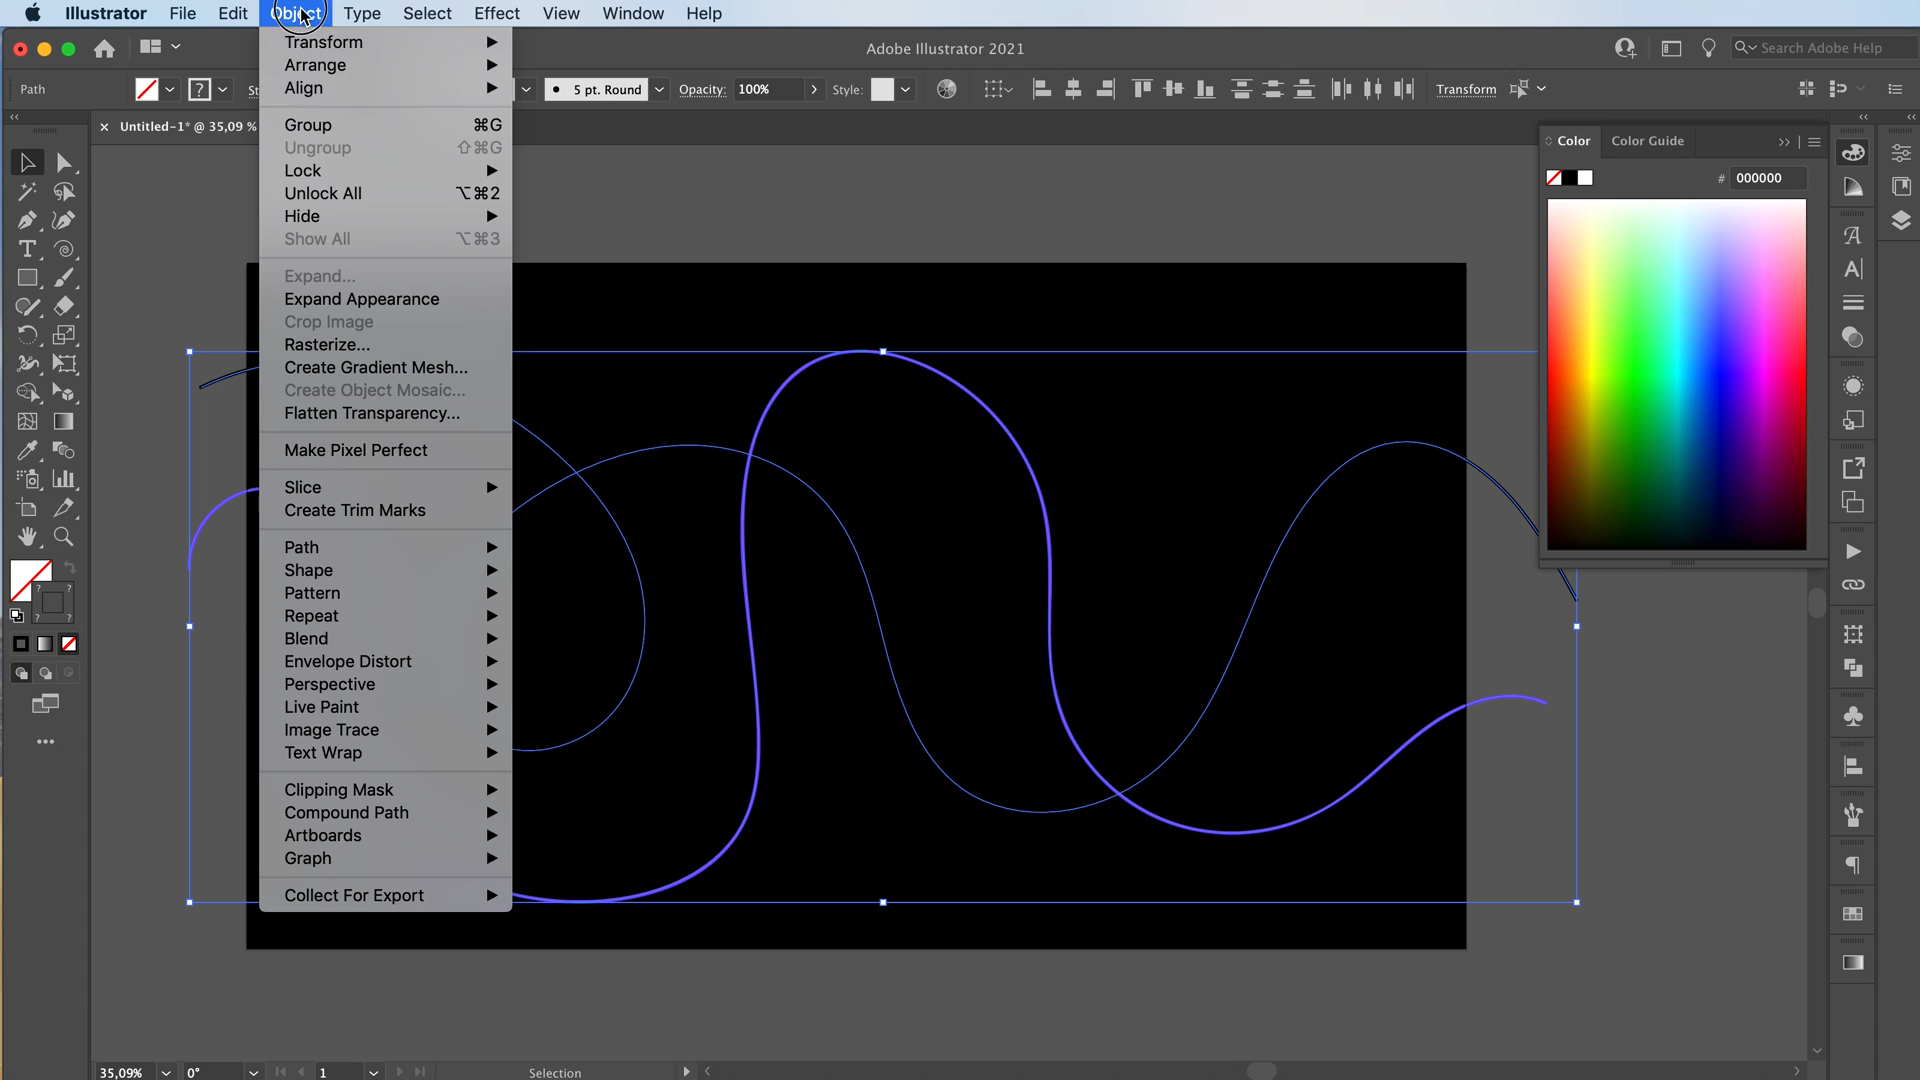 Illustrator File Edit Object Type Select Effect View Window Help
Adobe Illustrator 2021
Search Adobe Help
Path
? St
5 pt. Round
Opacity: 100%
Style:
Transform
× Untitled-1* @ 35,09 %
Transform
Arrange
Align
Group ⌘G
Ungroup ⇧⌘G
Lock
Unlock All ⌥⌘2
Hide
Show All ⌥⌘3
Expand...
Expand Appearance
Crop Image
Rasterize...
Create Gradient Mesh...
Create Object Mosaic...
Flatten Transparency...
Make Pixel Perfect
Slice
Create Trim Marks
Path
Shape
Pattern
Repeat
Blend
Envelope Distort
Perspective
Live Paint
Image Trace
Text Wrap
Clipping Mask
Compound Path
Artboards
Graph
Collect For Export
Color Color Guide
# 000000
35,09% 0° 1 Selection